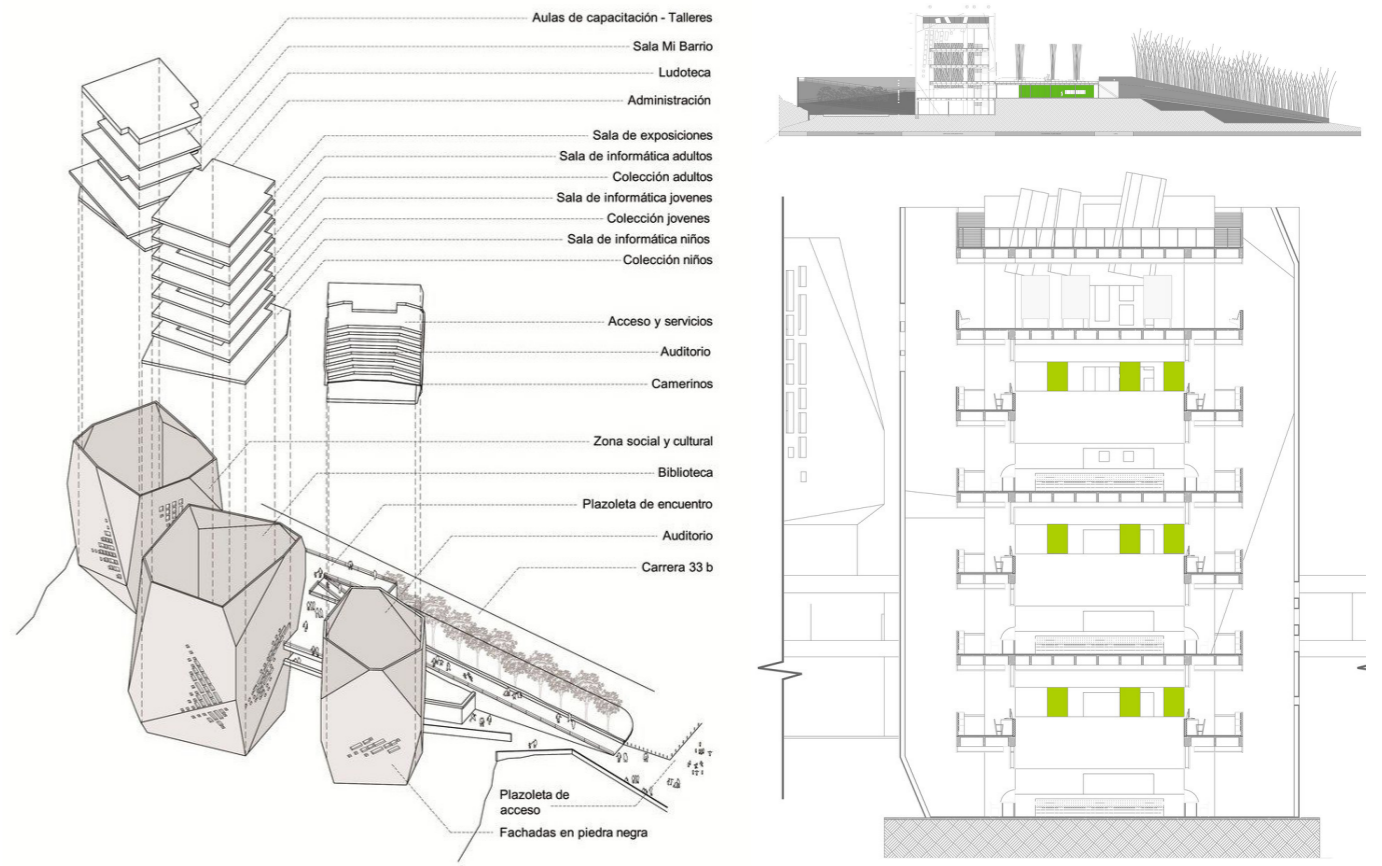 Aulas de capacitación - Talleres
Sala Mi Barrio
Ludoteca
Administración
Sala de exposiciones
Sala de informática adultos
Colección adultos
Sala de informática jovenes
Colección jovenes
Sala de informática niños
Colección niños
Acceso y servicios
Auditorio
Camerinos
Zona social y cultural
Biblioteca
Plazoleta de encuentro
Auditorio
Carrera 33 b
Plazoleta de
acceso
Fachadas en piedra negra